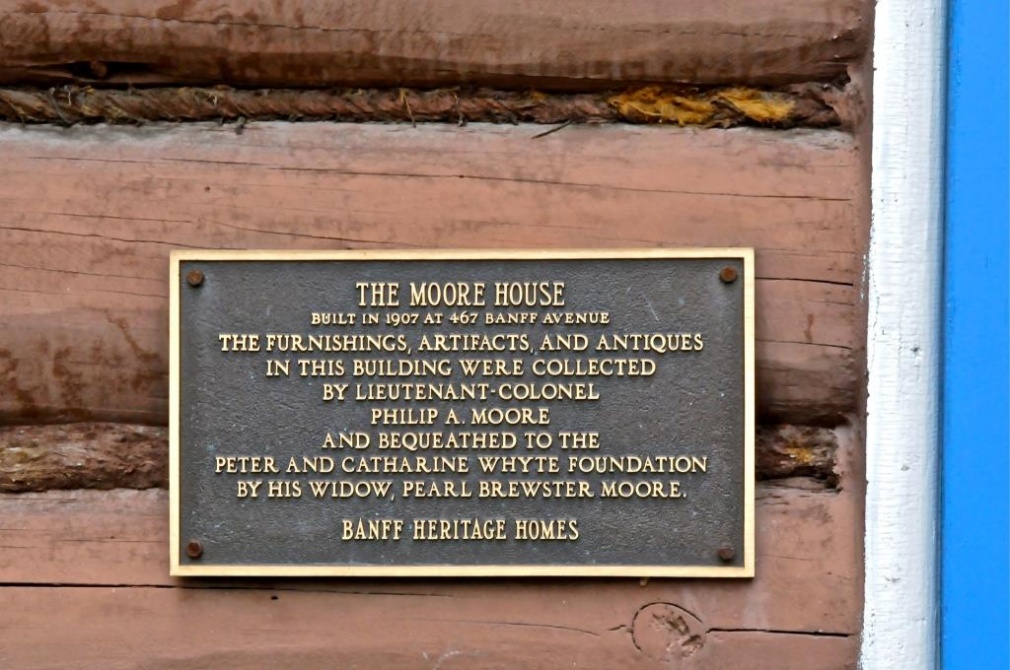 THE MOORE HOUSE
BUILT IN 1907 AT 467 BANFF AVENUE
THE FURNISHINGS, ARTIFACTS, AND ANTIQUES
IN THIS BUILDING WERE COLLECTED
BY LIEUTENANT-COLONEL
PHILIP A. MOORE
AND BEQUEATHED TO THE
PETER AND CATHARINE WHYTE FOUNDATION
BY HIS WIDOW, PEARL BREWSTER MOORE.
BANFF HERITAGE HOMES